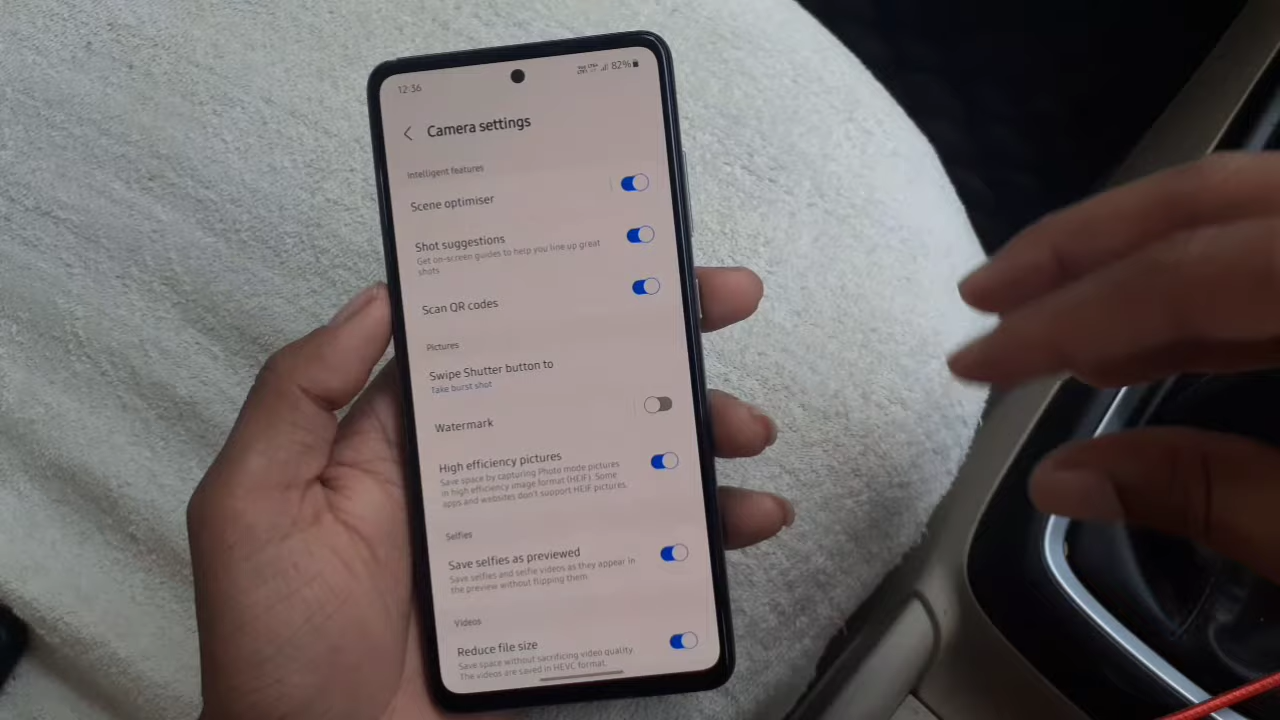 12:36
82%
Camera settings
Intelligent features
Scene optimiser
Shot suggestions
Get on-screen guides to help you line up great
shots
Scan QR codes
Pictures
Swipe Shutter button to
Take burst shot
Watermark
High efficiency pictures
Save space by capturing Photo mode pictures
in high efficiency image format (HEIF). Some
apps and websites don't support HEIF pictures.
Selfies
Save selfies as previewed
Save selfies and selfie videos as they appear in
the preview without flipping them.
Videos
Reduce file size
Save space without sacrificing video quality.
The videos are saved in HEVC format.